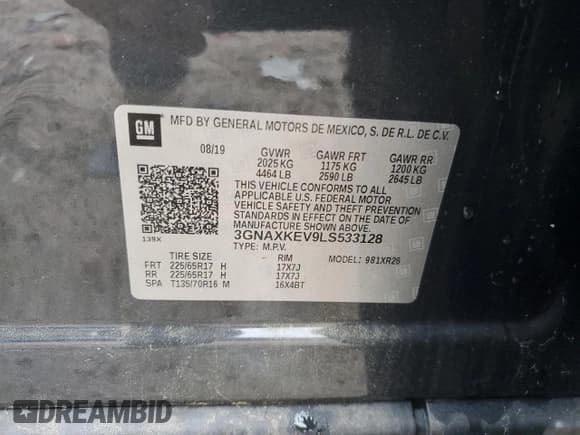 GM
MFD BY GENERAL MOTORS DE MEXICO, S. DE R.L. DE C.V.
08/19 GVWR GAWR FRT GAWR RR
2025 KG 1175 KG 1200 KG
4464 LB 2590 LB 2645 LB
THIS VEHICLE CONFORMS TO ALL
APPLICABLE U.S. FEDERAL MOTOR
VEHICLE SAFETY AND THEFT PREVENTION
STANDARDS IN EFFECT ON THE DATE OF
MANUFACTURE SHOWN ABOVE.
3GNAXKEV9LS533128
139X TYPE: M.P.V. MODEL: 981XR26
TIRE SIZE RIM
FRT 225/65R17 H 17X7J
RR 225/65R17 H 17X7J
SPA T135/70R16 M 16X4BT
DREAMBID